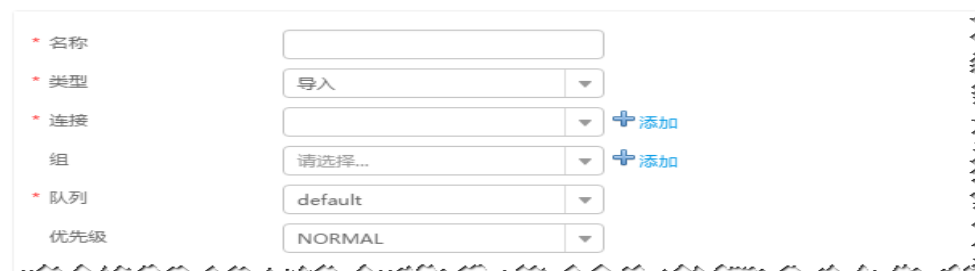 * 名称
* 类型 导入
* 连接 添加
组 请选择... 添加
* 队列 default
优先级 NORMAL